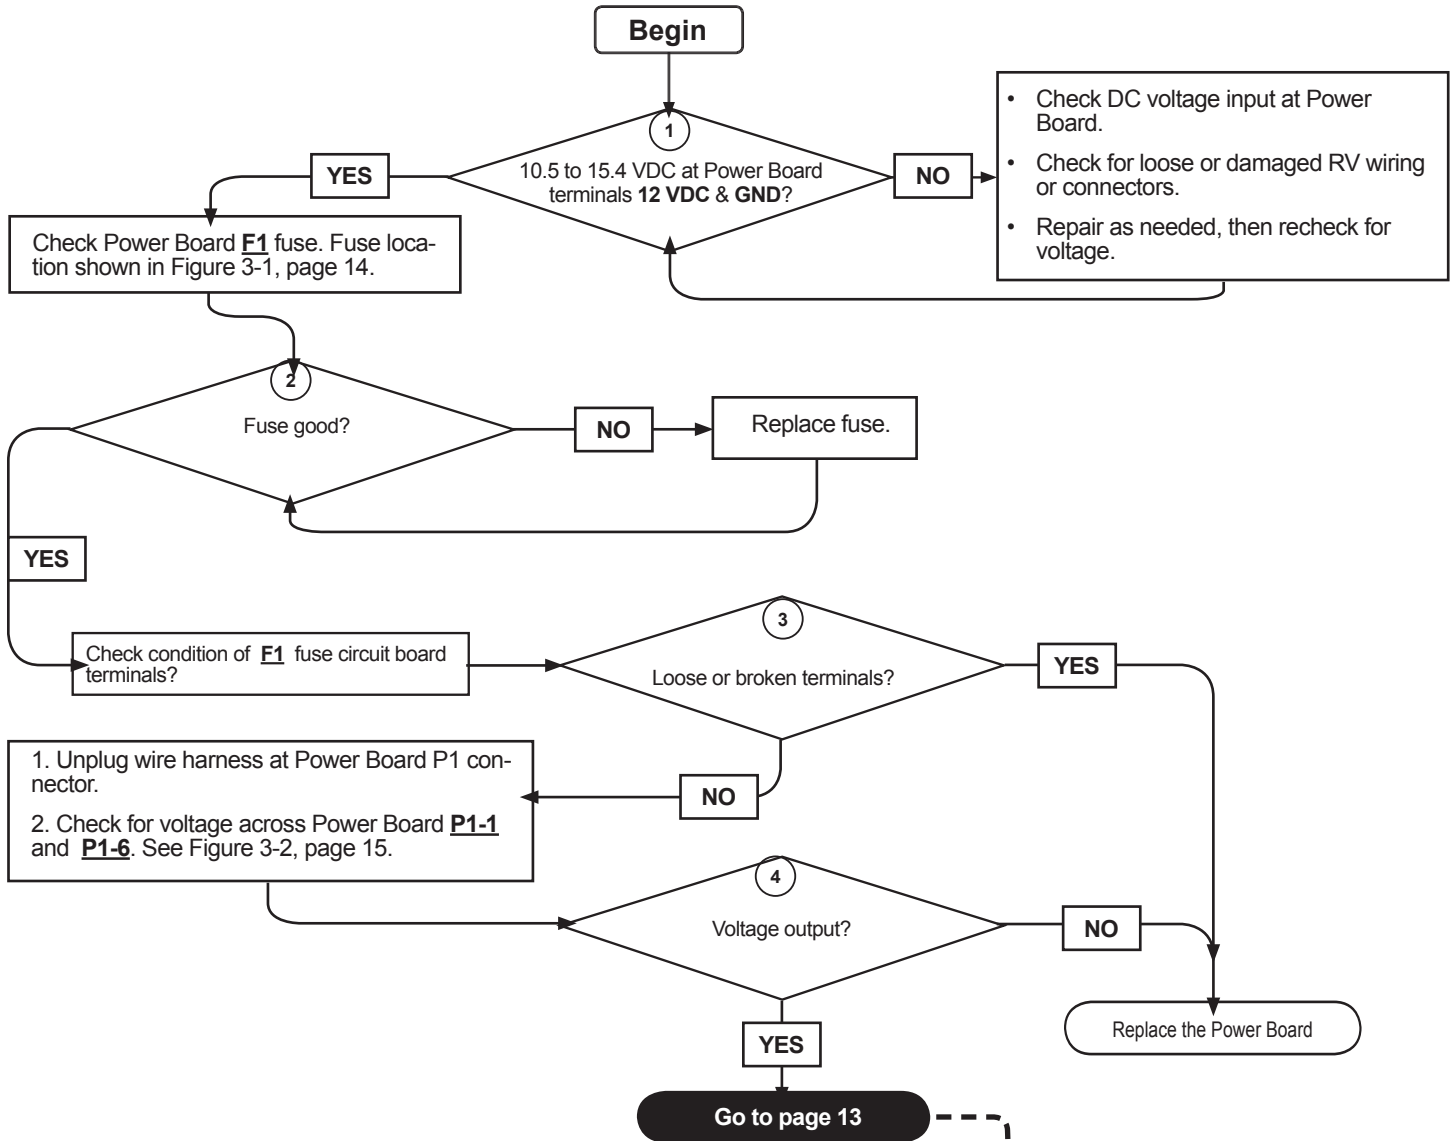 Begin
1
10.5 to 15.4 VDC at Power Board
terminals 12 VDC & GND?
YES
NO
• Check DC voltage input at Power
Board.
• Check for loose or damaged RV wiring
or connectors.
• Repair as needed, then recheck for
voltage.
Check Power Board F1 fuse. Fuse loca-
tion shown in Figure 3-1, page 14.
2
Fuse good?
NO
Replace fuse.
YES
Check condition of F1 fuse circuit board
terminals?
3
Loose or broken terminals?
YES
NO
1. Unplug wire harness at Power Board P1 con-
nector.
2. Check for voltage across Power Board P1-1
and P1-6. See Figure 3-2, page 15.
4
Voltage output?
NO
Replace the Power Board
YES
Go to page 13